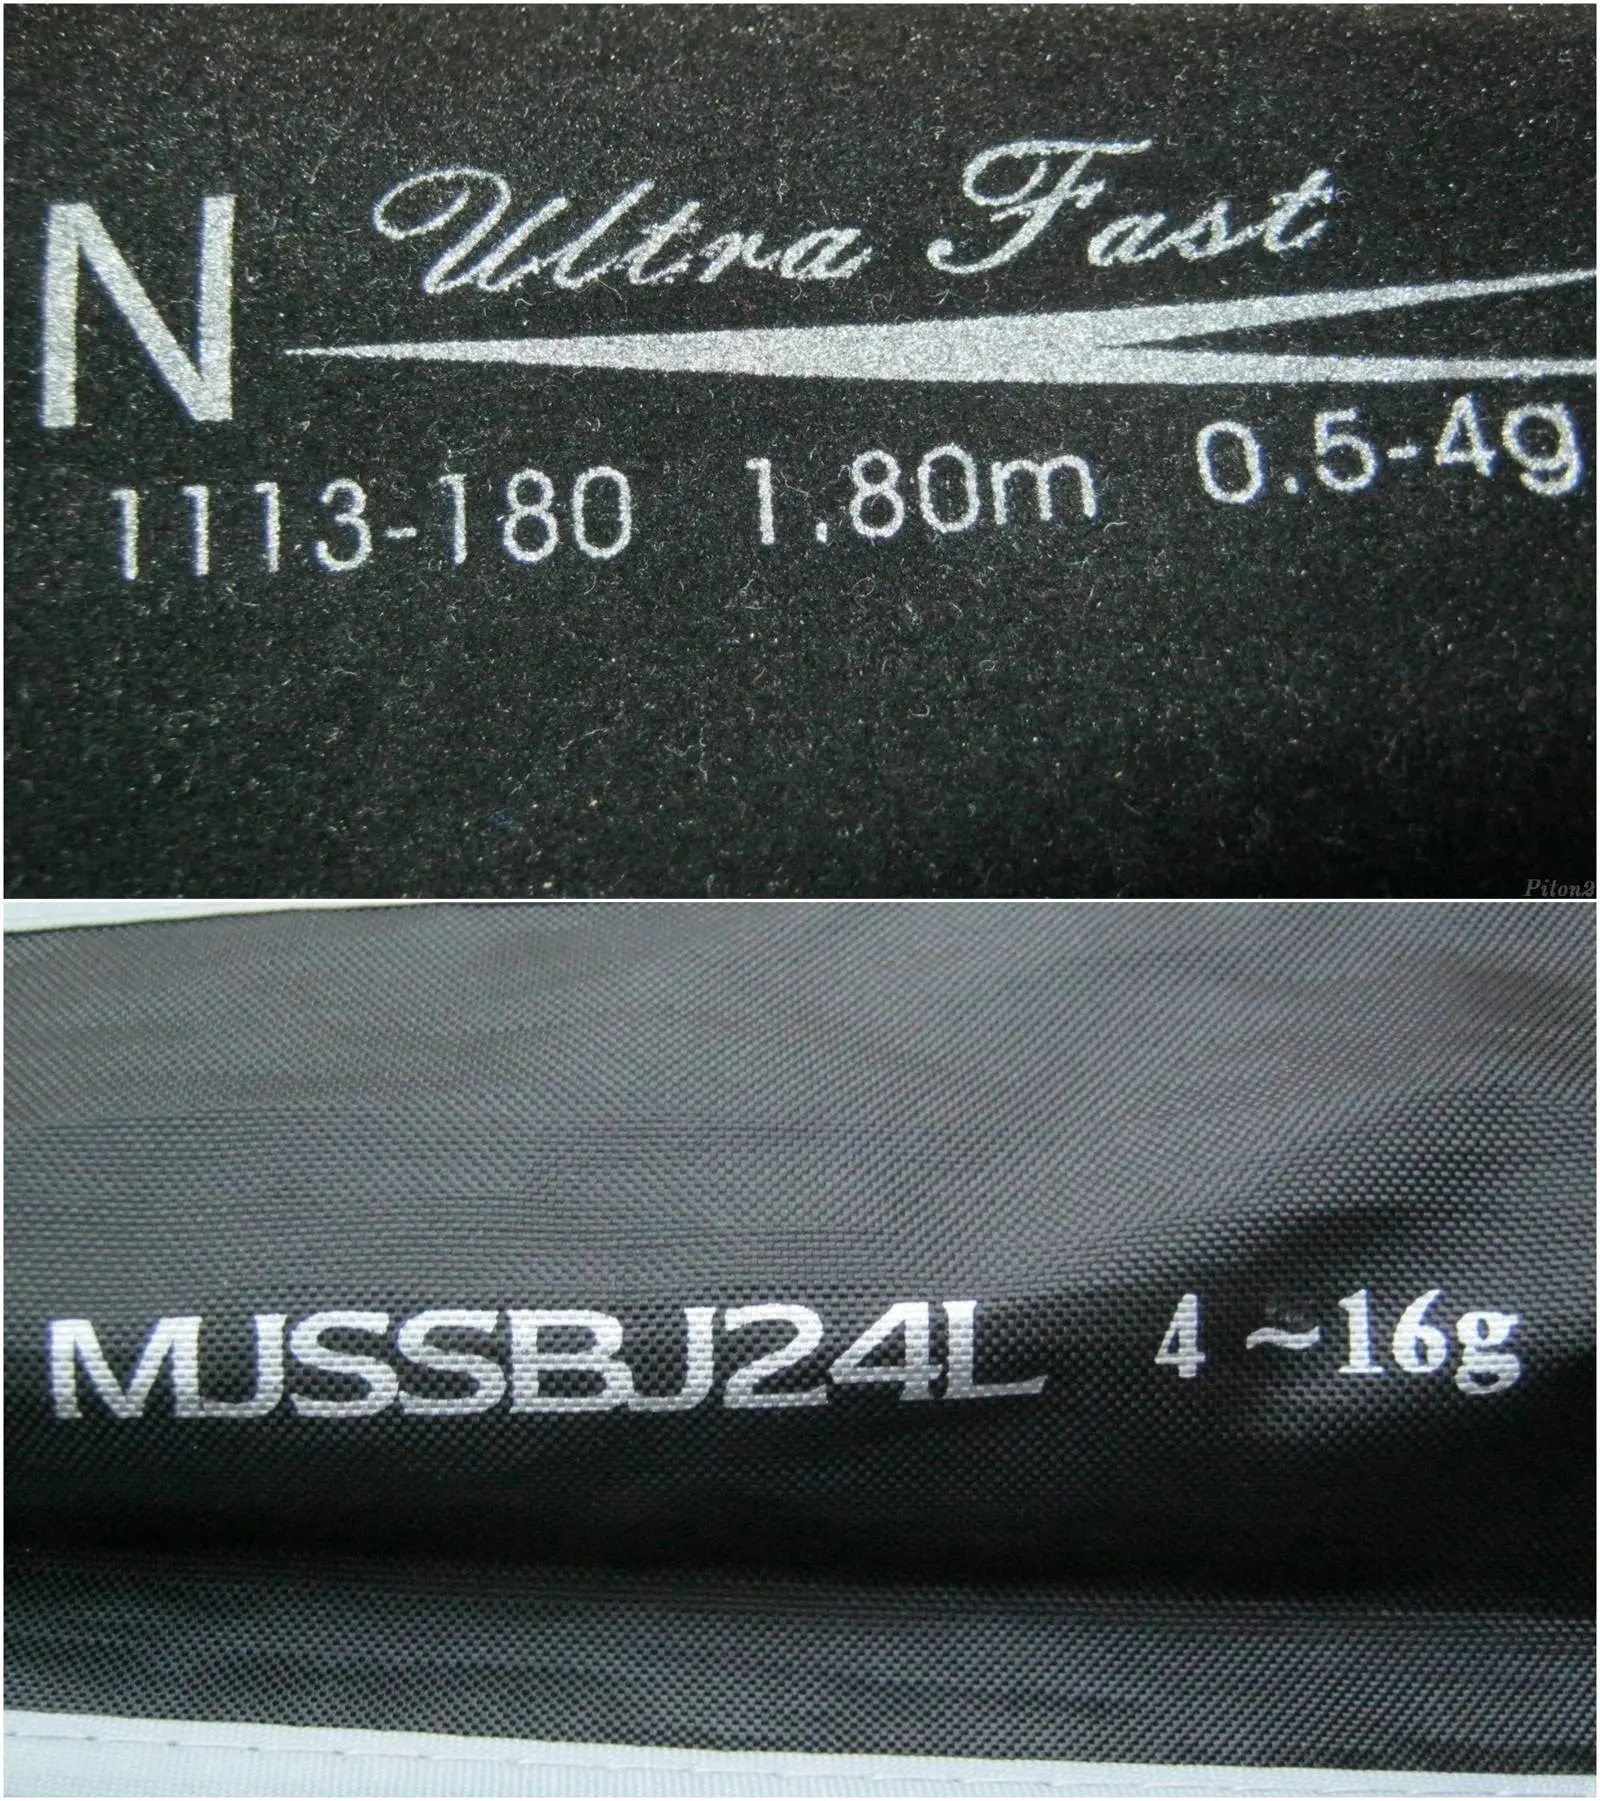 N Ultra Fast
1113-180 1.80m 0.5-4g
Piton2
MJSSBJ24L 4~16g